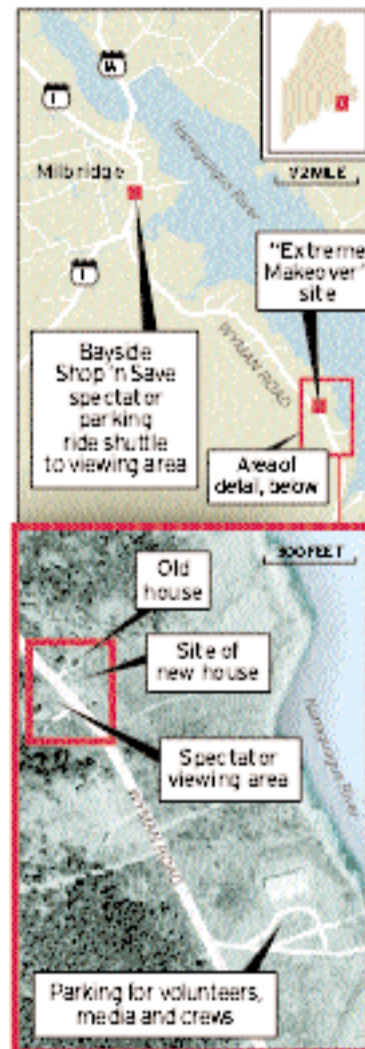 1A
1
Milbridge
Narraguagus River
1/2 MILE
"Extreme
Makeover"
site
1
WYMAN ROAD
Bayside
Shop 'n Save
spectator
parking
ride shuttle
to viewing area
Area of
detail, below
300 FEET
Old
house
Site of
new house
Narraguagus River
Spectator
viewing area
WYMAN ROAD
Parking for volunteers,
media and crews